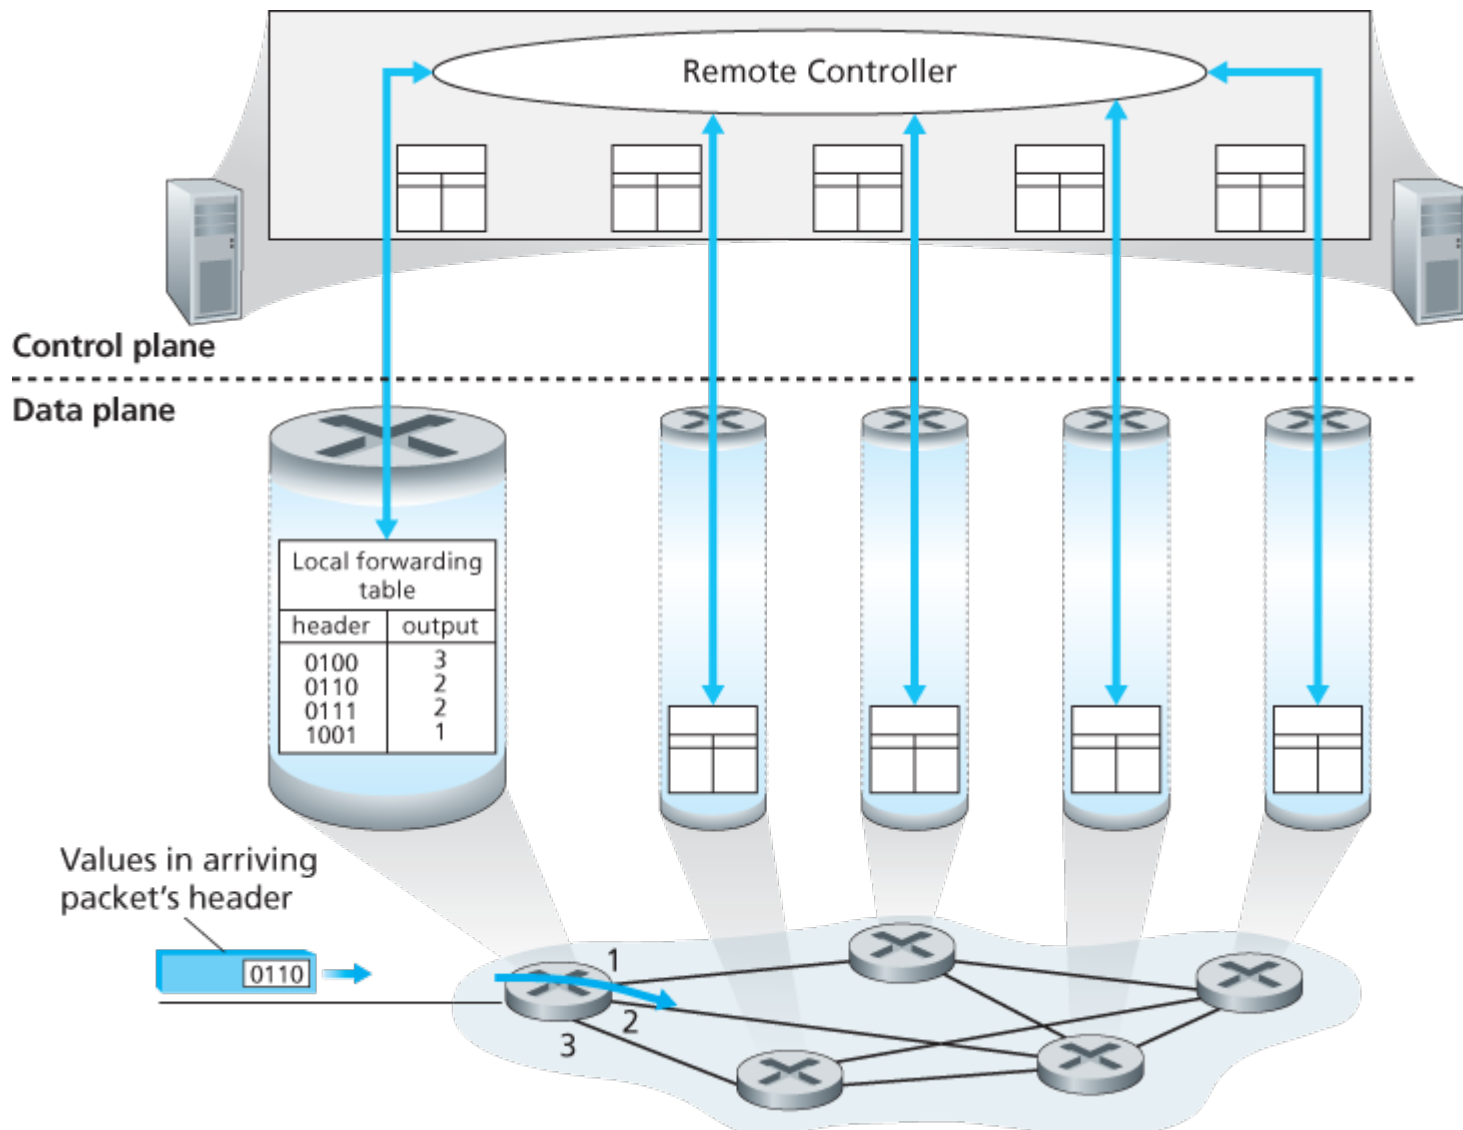 Remote Controller
Control plane
Data plane
Local forwarding
table
header output
0100 3
0110 2
0111 2
1001 1
Values in arriving
packet's header
0110
1
2
3